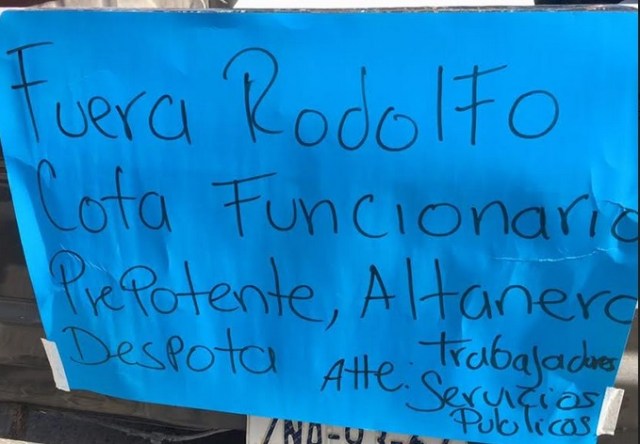 Fuera Rodolfo
Cota Funcionario
PrePotente, Altanero
Despota
Atte: Trabajadores
Servicios
Publicos